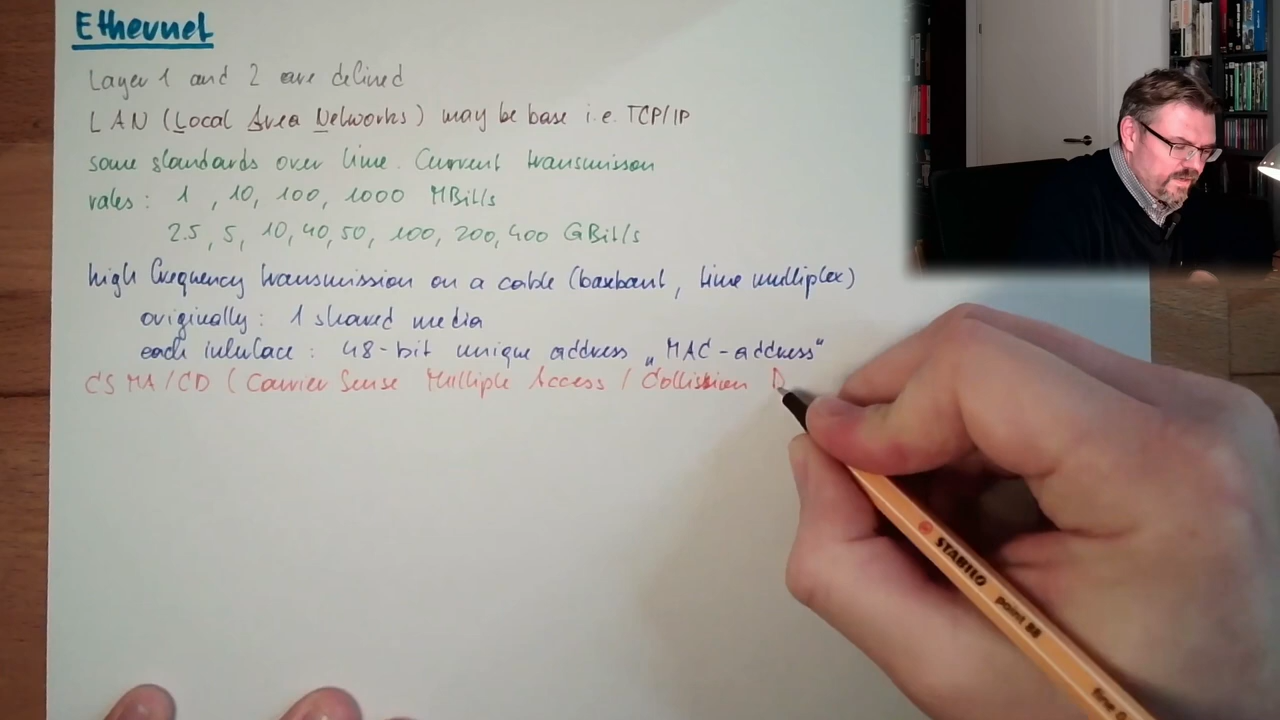 Ethernet
Layer 1 and 2 are defined
LAN (Local Area Networks) may be base i.e. TCP/IP
some standards over time. Current transmisson
rates: 1, 10, 100, 1000 MBit/s
2.5, 5, 10, 40, 50, 100, 200, 400 GBit/s
high frequency transmission on a cable (baseband, time multiplex)
originally: 1 shared media
each interface: 48-bit unique address „MAC-address“
CSMA/CD (Carrier Sense Multiple Access / Collision D
STABILO point 88 fine